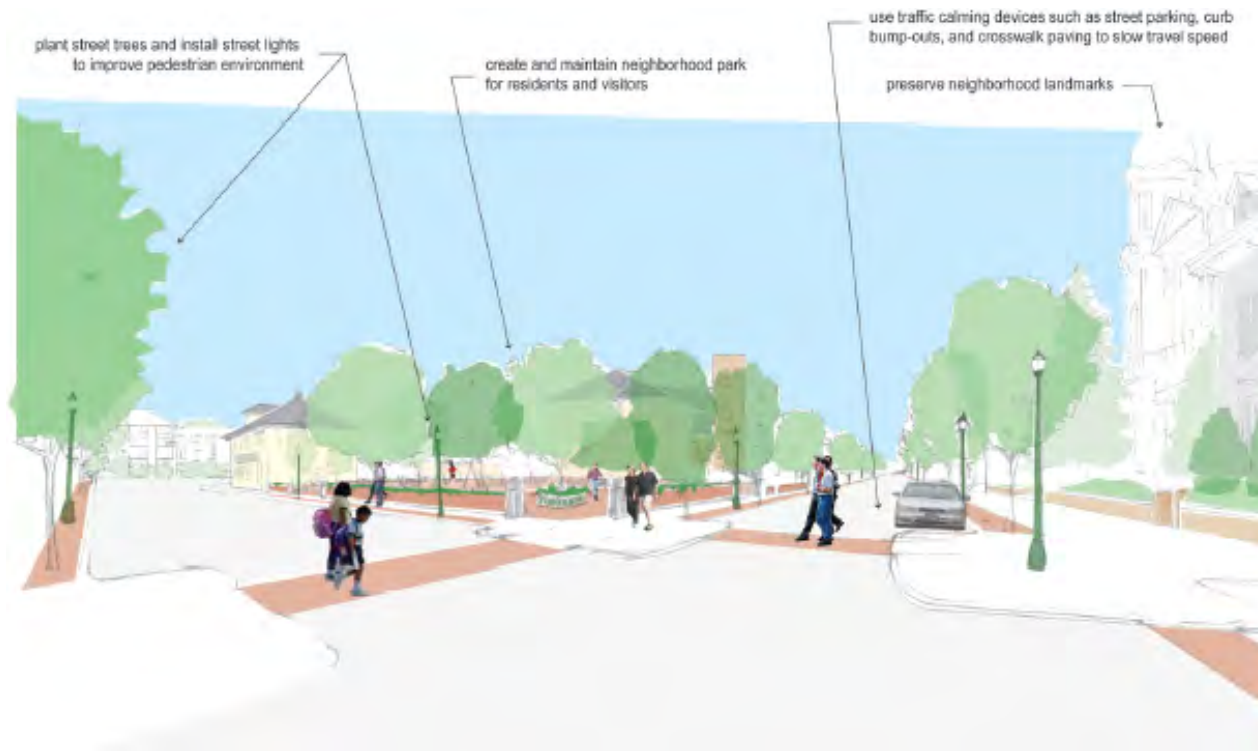 plant street trees and install street lights
to improve pedestrian environment
create and maintain neighborhood park
for residents and visitors
use traffic calming devices such as street parking, curb
bump-outs, and crosswalk paving to slow travel speed
preserve neighborhood landmarks